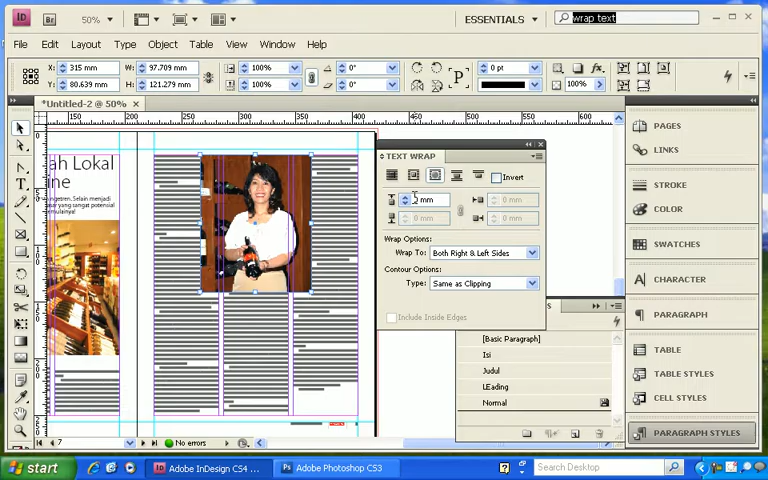 Id
Br
50%
ESSENTIALS
wrap text
File Edit Layout Type Object Table View Window Help
X: 315 mm W: 97.709 mm 100% 0° 0 pt
Y: 80.639 mm H: 121.279 mm 100% 0° P 100%
*Untitled-2 @ 50%
150 200 250 300 350 400 450 500 550 600
ah Lokal
ine
TEXT WRAP
Invert
mm 0 mm
0 mm 0 mm
Wrap Options:
Wrap To: Both Right & Left Sides
Contour Options:
Type: Same as Clipping
Include Inside Edges
[Basic Paragraph]
Isi
Judul
LEading
Normal
PAGES
LINKS
STROKE
COLOR
SWATCHES
CHARACTER
PARAGRAPH
TABLE
TABLE STYLES
CELL STYLES
PARAGRAPH STYLES
7 No errors
start
Adobe InDesign CS4 ...
Adobe Photoshop CS3 ...
Search Desktop